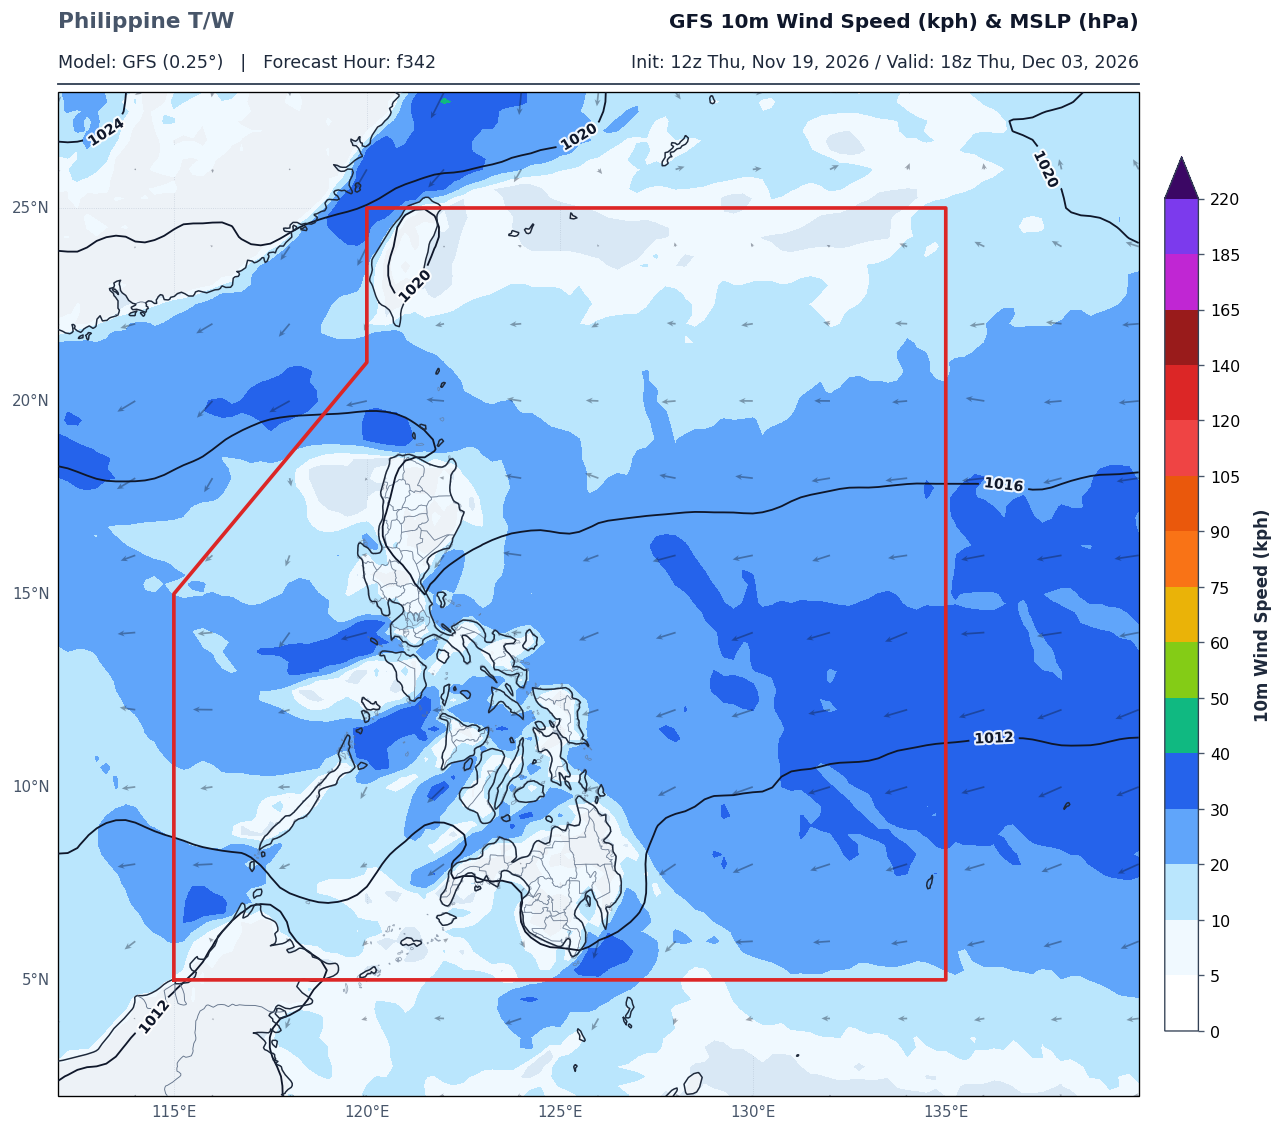 Philippine T/W
GFS 10m Wind Speed (kph) & MSLP (hPa)
Model: GFS (0.25°)   |   Forecast Hour: f342
Init: 12z Thu, Nov 19, 2026 / Valid: 18z Thu, Dec 03, 2026
1024
1020
1020
1020
1016
1012
1012
25°N
20°N
15°N
10°N
5°N
115°E
120°E
125°E
130°E
135°E
220
185
165
140
120
105
90
75
60
50
40
30
20
10
5
0
10m Wind Speed (kph)